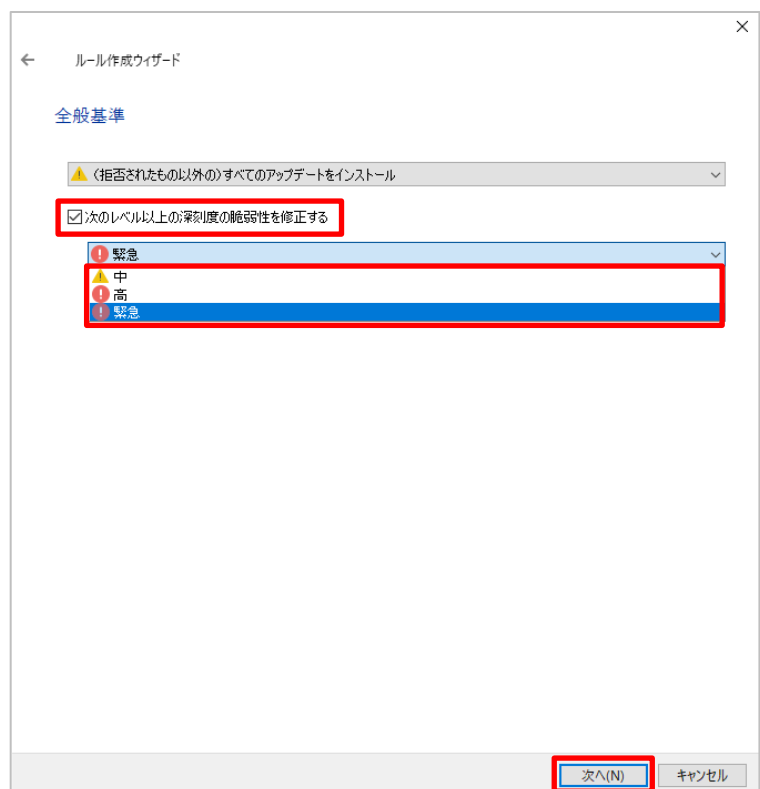 ルール作成ウィザード
全般基準
(拒否されたもの以外の)すべてのアップデートをインストール
次のレベル以上の深刻度の脆弱性を修正する
緊急
中
高
緊急
次へ(N)
キャンセル